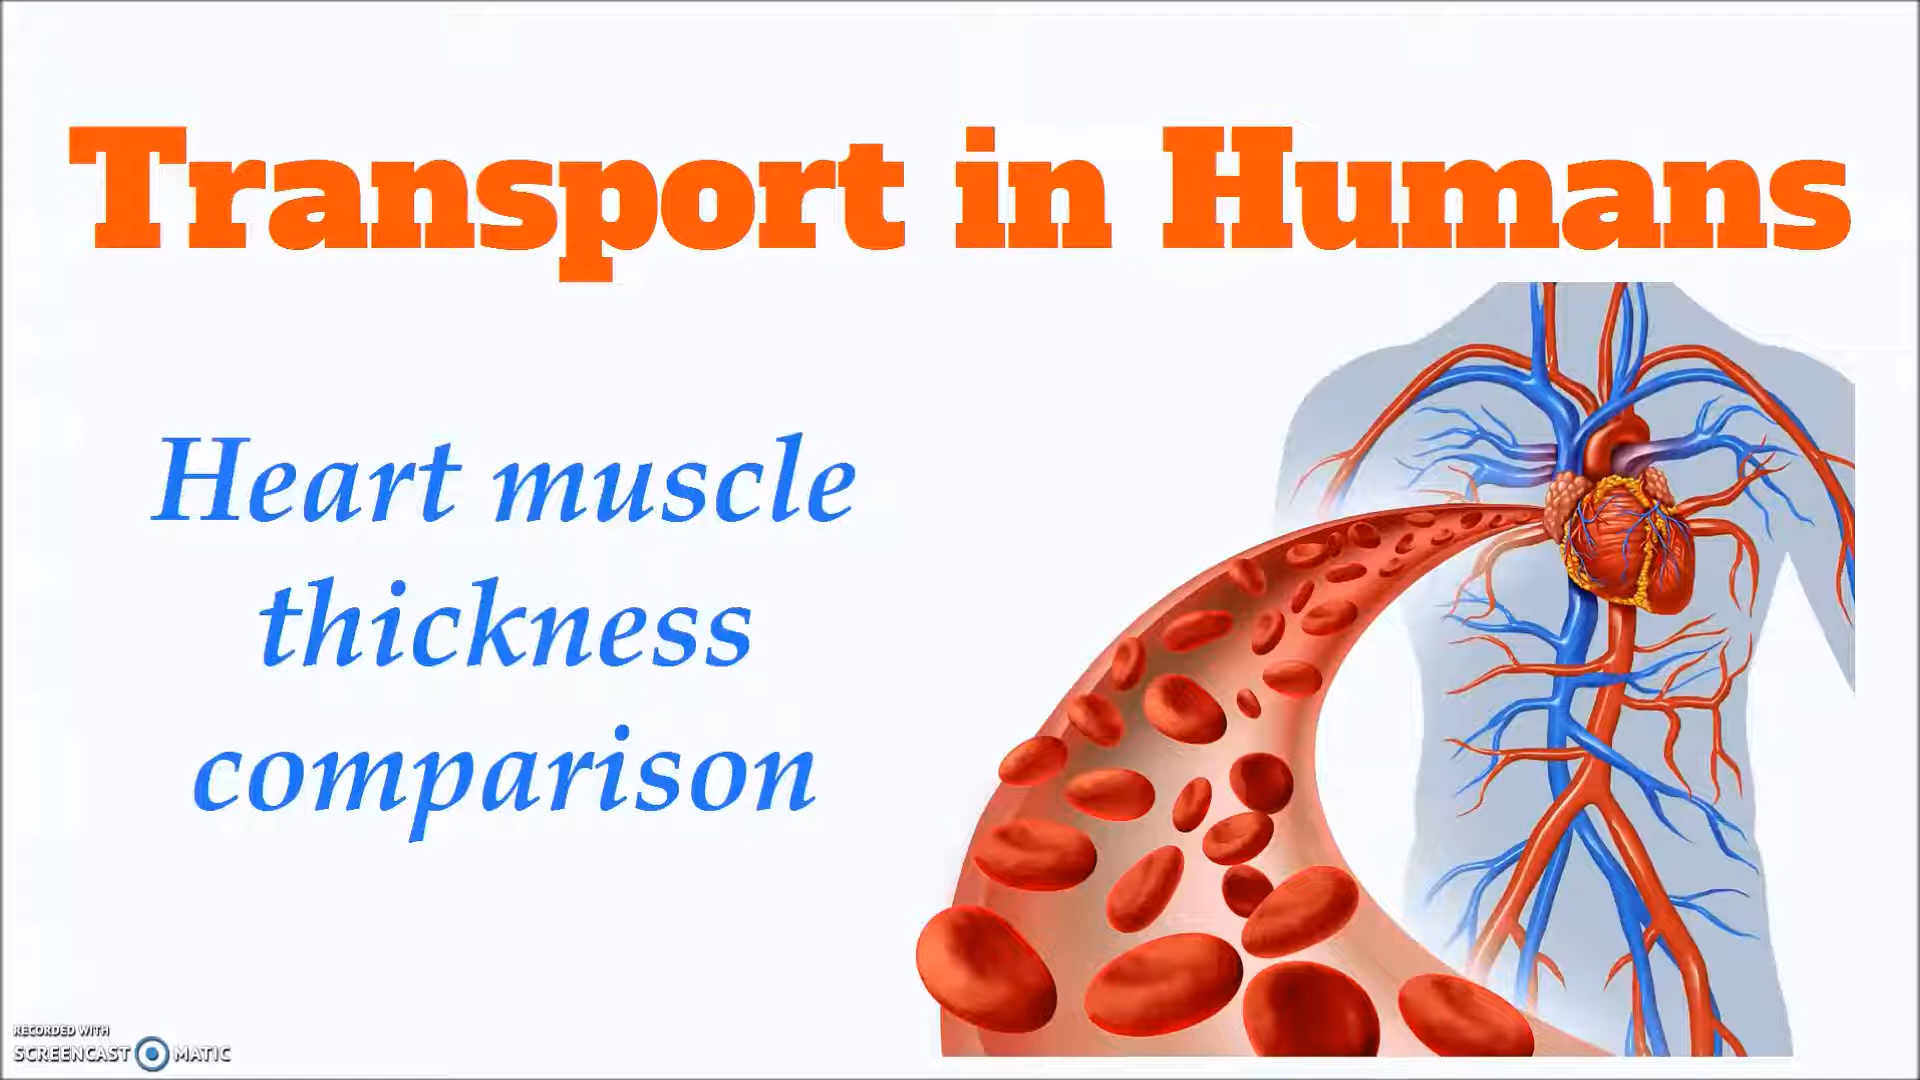 Transport in Humans
Heart muscle
thickness
comparison
RECORDED WITH
SCREENCAST MATIC